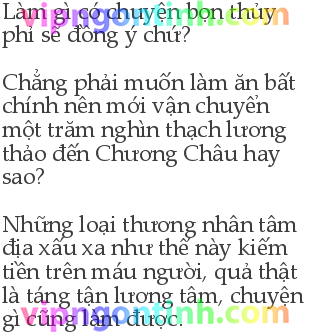 Làm gì có chuyện bọn thủy
phỉ sẽ đồng ý chứ?
Chẳng phải muốn làm ăn bất
chính nên mới vận chuyển
một trăm nghìn thạch lương
thảo đến Chương Châu hay
sao?
Những loại thương nhân tâm
địa xấu xa như thế này kiếm
tiền trên máu người, quả thật
là táng tận lương tâm, chuyện
gì cũng làm được.
vipngontinh.com
vipngontinh.com